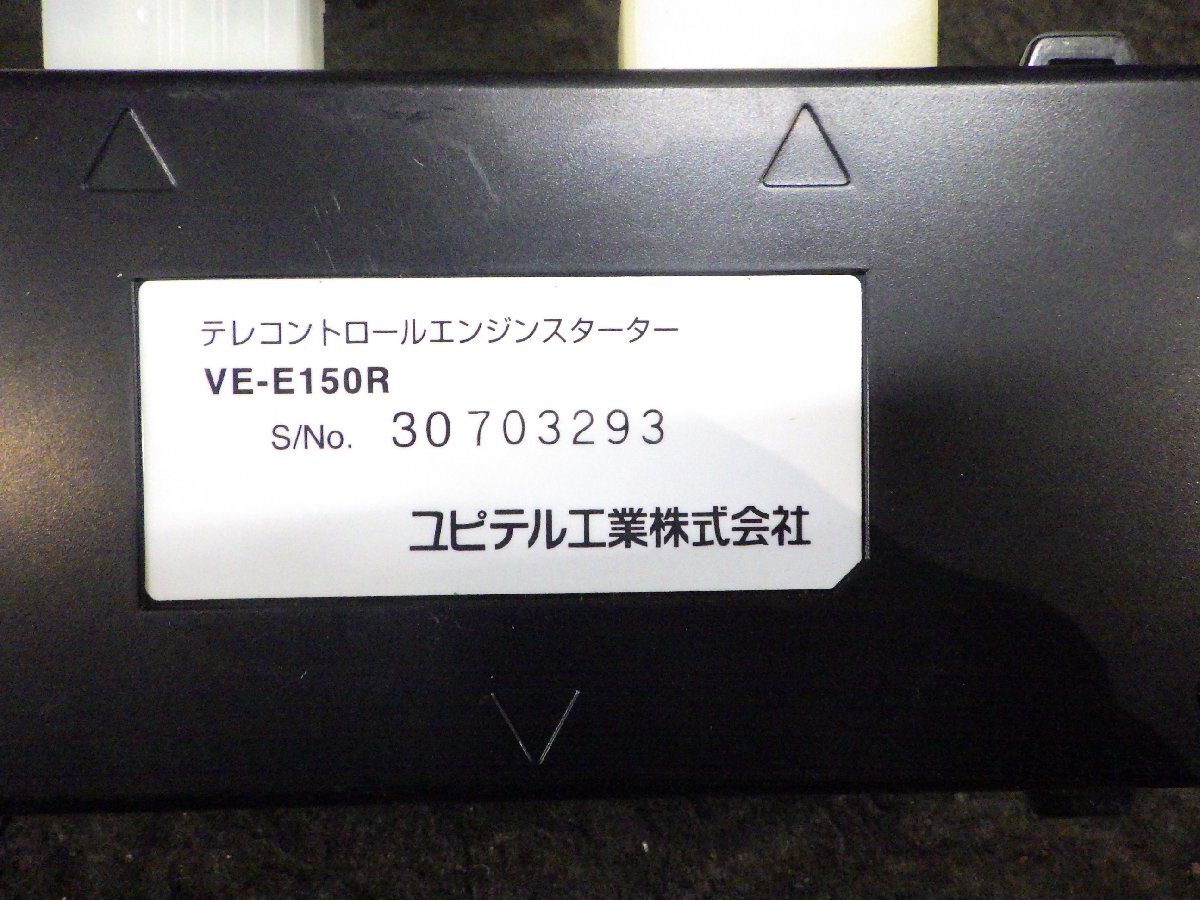 テレコントロールエンジンスターター
VE-E150R
S/No. 30703293
ユピテル工業株式会社